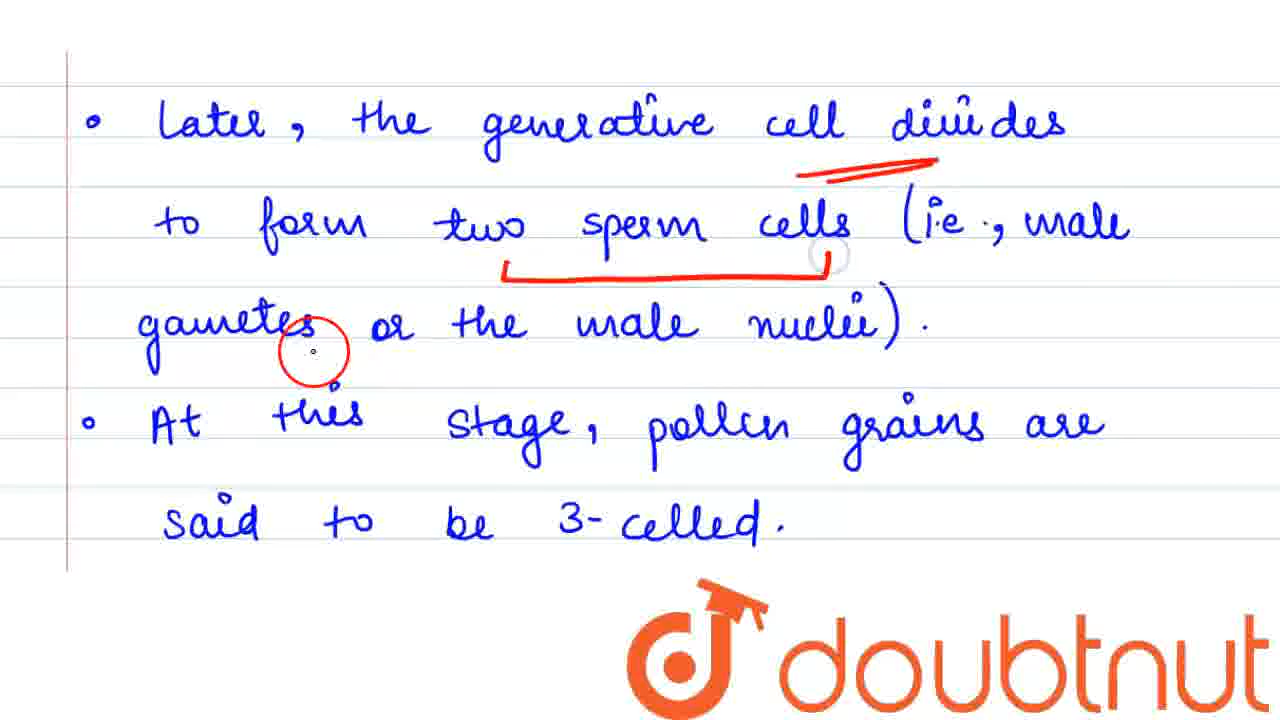 • Later, the generative cell divides
to form two sperm cells (i.e., male
gametes or the male nuclei).
• At this stage, pollen grains are
said to be 3-celled.
doubtnut